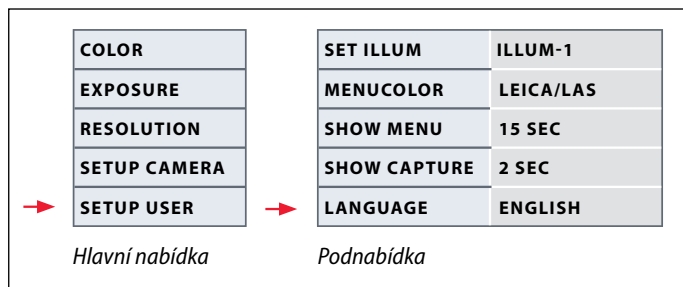 COLOR
EXPOSURE
RESOLUTION
SETUP CAMERA
SETUP USER
Hlavní nabídka
SET ILLUM ILLUM-1
MENUCOLOR LEICA/LAS
SHOW MENU 15 SEC
SHOW CAPTURE 2 SEC
LANGUAGE ENGLISH
Podnabídka